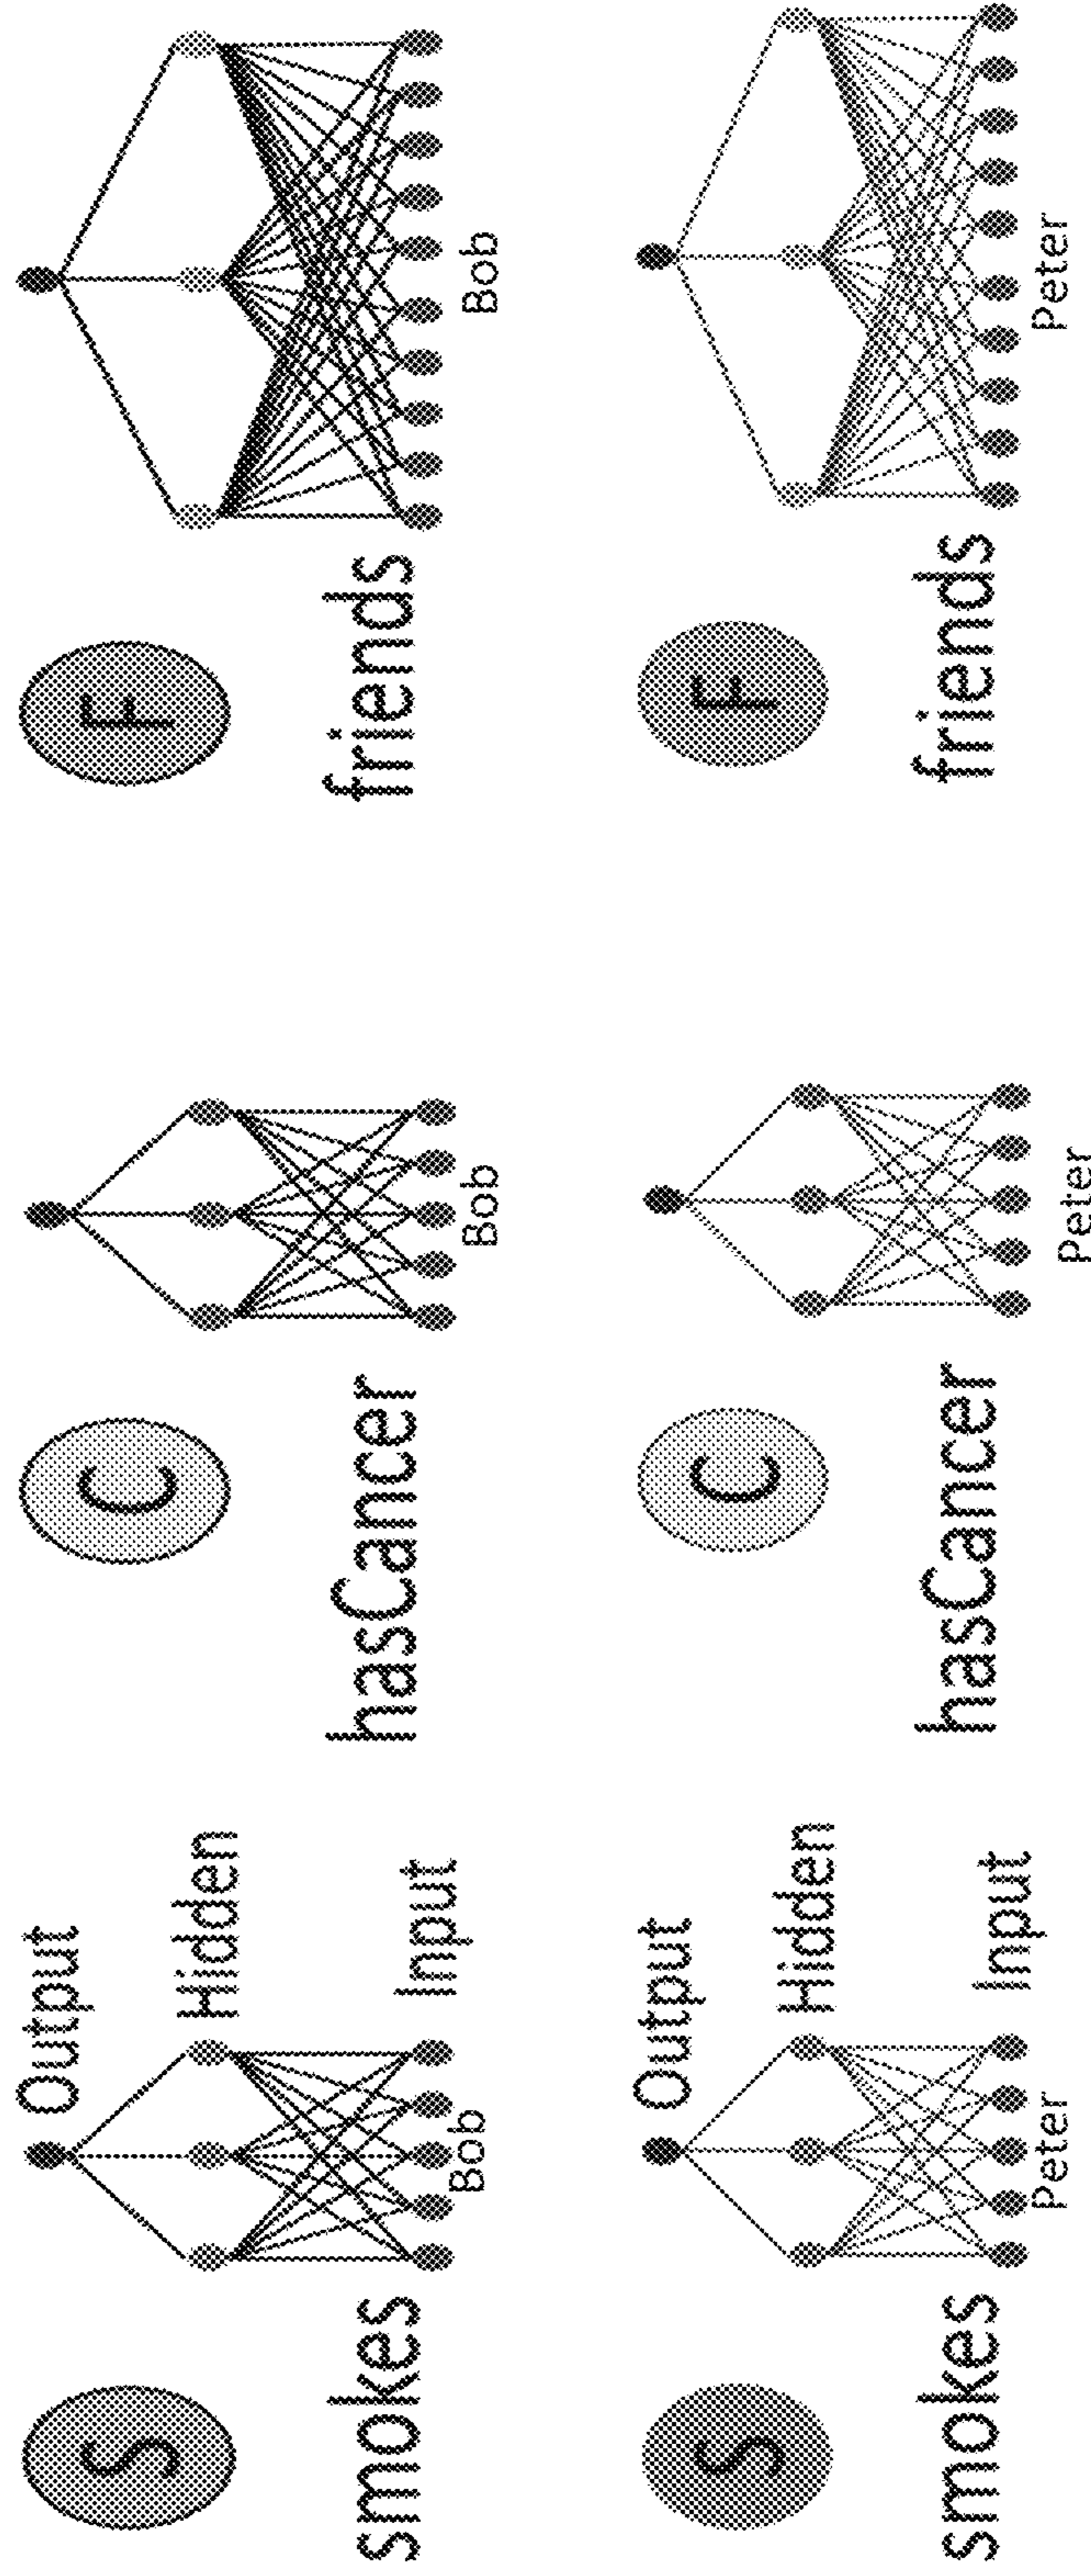 S
smokes
Output
Hidden
Input
Bob
C
hasCancer
Bob
F
friends
Bob
S
smokes
Output
Hidden
Input
Peter
C
hasCancer
Peter
F
friends
Peter